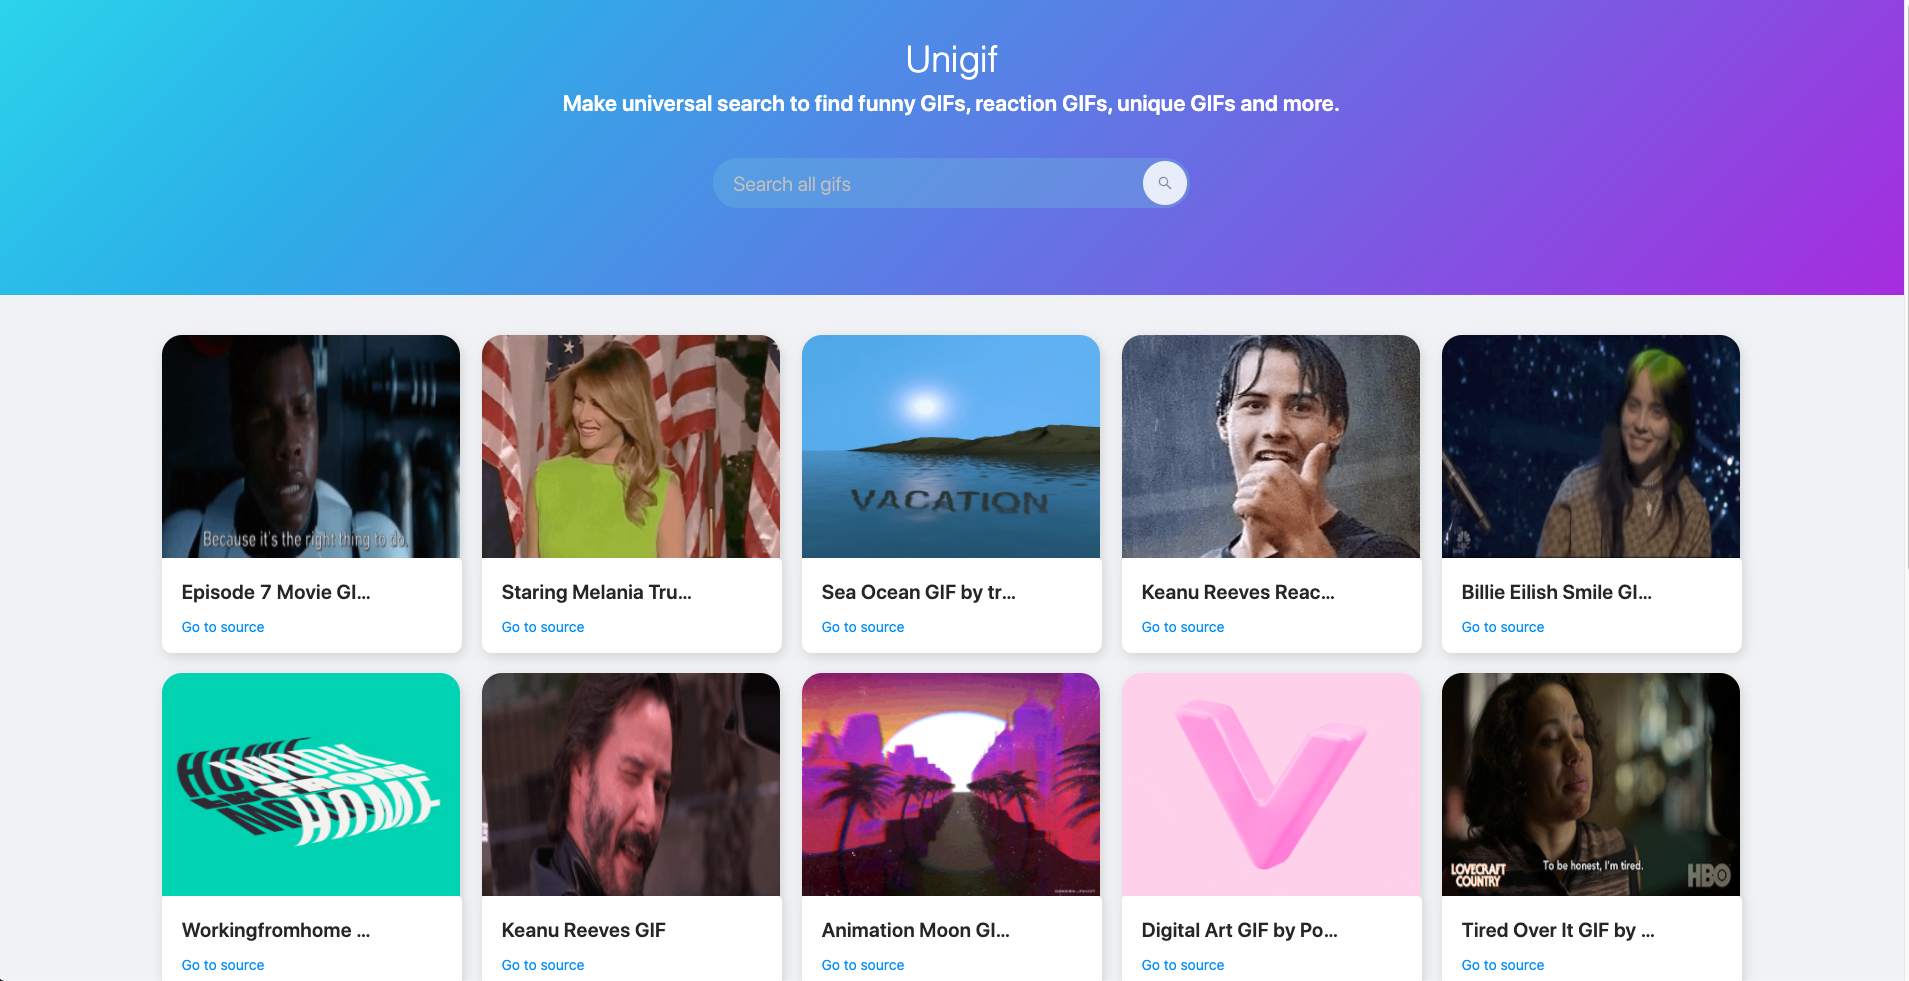 Unigif
Make universal search to find funny GIFs, reaction GIFs, unique GIFs and more.
Search all gifs
Because it's the right thing to do.
VACATION
Episode 7 Movie GI...
Staring Melania Tru...
Sea Ocean GIF by tr...
Keanu Reeves Reac...
Billie Eilish Smile GI...
Go to source
Go to source
Go to source
Go to source
Go to source
WORK
FROM
HOME
V
To be honest, I'm tired.
LOVECRAFT
COUNTRY
HBO
Workingfromhome ...
Keanu Reeves GIF
Animation Moon GI...
Digital Art GIF by Po...
Tired Over It GIF by ...
Go to source
Go to source
Go to source
Go to source
Go to source